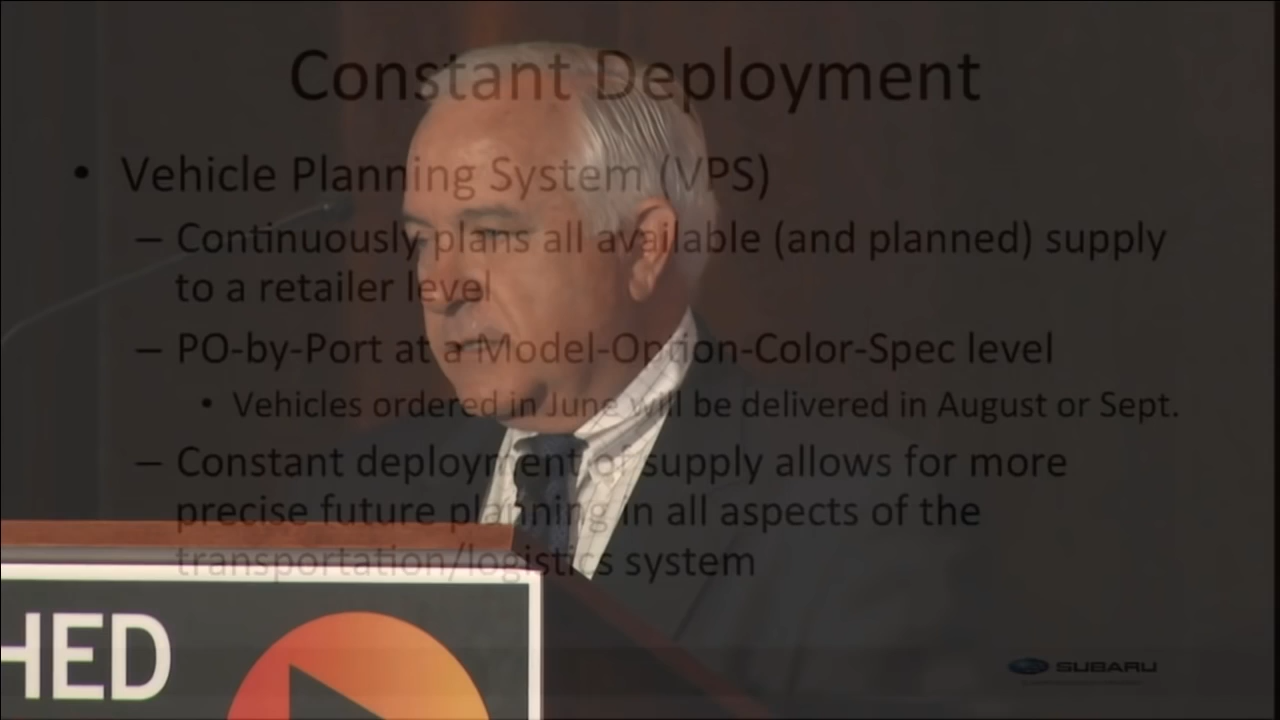 Constant Deployment
• Vehicle Planning System (VPS)
– Continuously plans all available (and planned) supply
to a retailer level
– PO-by-Port at a Model-Option-Color-Spec level
• Vehicles ordered in June will be delivered in August or Sept.
– Constant deployment of supply allows for more
precise future planning in all aspects of the
transportation/logistics system
HED
SUBARU